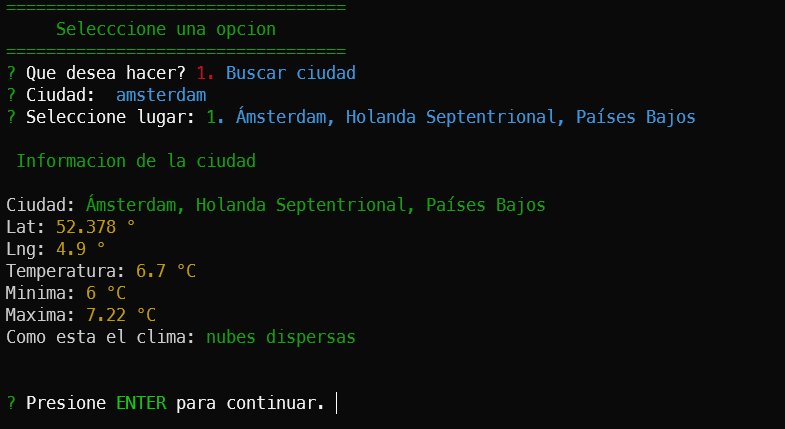 ==================================
Selecccione una opcion
==================================
? Que desea hacer? 1. Buscar ciudad
? Ciudad: amsterdam
? Seleccione lugar: 1. Ámsterdam, Holanda Septentrional, Países Bajos
Informacion de la ciudad
Ciudad: Ámsterdam, Holanda Septentrional, Países Bajos
Lat: 52.378 °
Lng: 4.9 °
Temperatura: 6.7 °C
Minima: 6 °C
Maxima: 7.22 °C
Como esta el clima: nubes dispersas
? Presione ENTER para continuar.